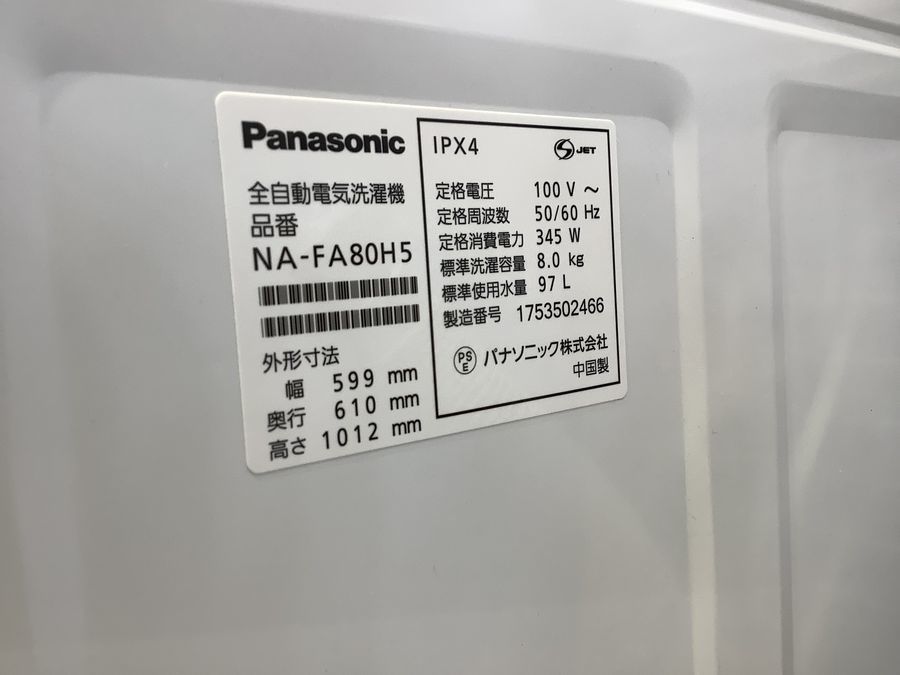 Panasonic
全自動電気洗濯機
品番
NA-FA80H5
外形寸法
幅 599 mm
奥行 610 mm
高さ 1012 mm
IPX4
S JET
定格電圧 100 V ～
定格周波数 50/60 Hz
定格消費電力 345 W
標準洗濯容量 8.0 kg
標準使用水量 97 L
製造番号 1753502466
PSE パナソニック株式会社
中国製